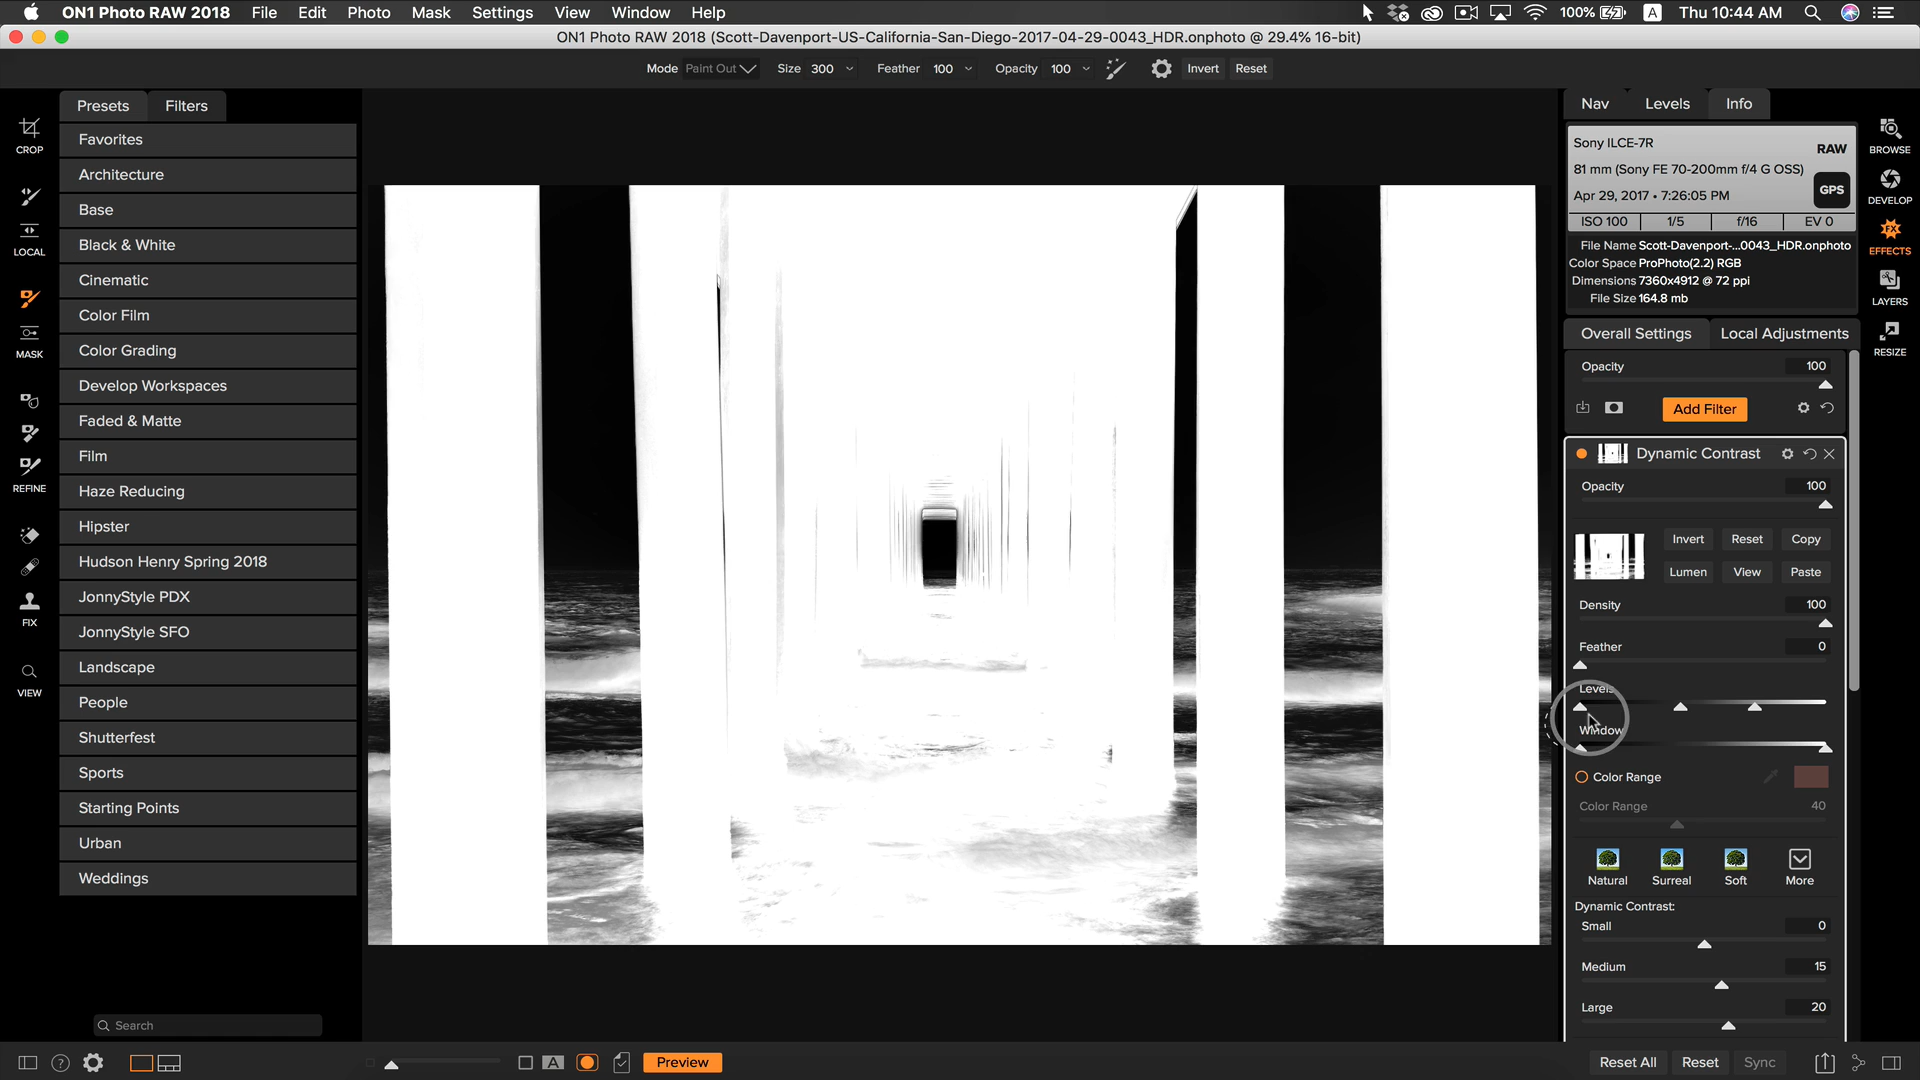 ON1 Photo RAW 2018 File Edit Photo Mask Settings View Window Help 100% A Thu 10:44 AM
ON1 Photo RAW 2018 (Scott-Davenport-US-California-San-Diego-2017-04-29-0043_HDR.onphoto @ 29.4% 16-bit)
Mode Paint Out Size 300 Feather 100 Opacity 100 Invert Reset
Presets Filters
Favorites
Architecture
Base
Black & White
Cinematic
Color Film
Color Grading
Develop Workspaces
Faded & Matte
Film
Haze Reducing
Hipster
Hudson Henry Spring 2018
JonnyStyle PDX
JonnyStyle SFO
Landscape
People
Shutterfest
Sports
Starting Points
Urban
Weddings
Search
CROP
LOCAL
MASK
REFINE
FIX
VIEW
Nav Levels Info
Sony ILCE-7R RAW
81 mm (Sony FE 70-200mm f/4 G OSS)
Apr 29, 2017 • 7:26:05 PM GPS
ISO 100 1/5 f/16 EV 0
File Name Scott-Davenport-...0043_HDR.onphoto
Color Space ProPhoto(2.2) RGB
Dimensions 7360x4912 @ 72 ppi
File Size 164.8 mb
Overall Settings Local Adjustments
Opacity 100
Add Filter
Dynamic Contrast
Opacity 100
Invert Reset Copy
Lumen View Paste
Density 100
Feather 0
Levels
Window
Color Range
Color Range 40
Natural Surreal Soft More
Dynamic Contrast:
Small 0
Medium 15
Large 20
BROWSE
DEVELOP
FX
EFFECTS
LAYERS
RESIZE
? A Preview Reset All Reset Sync